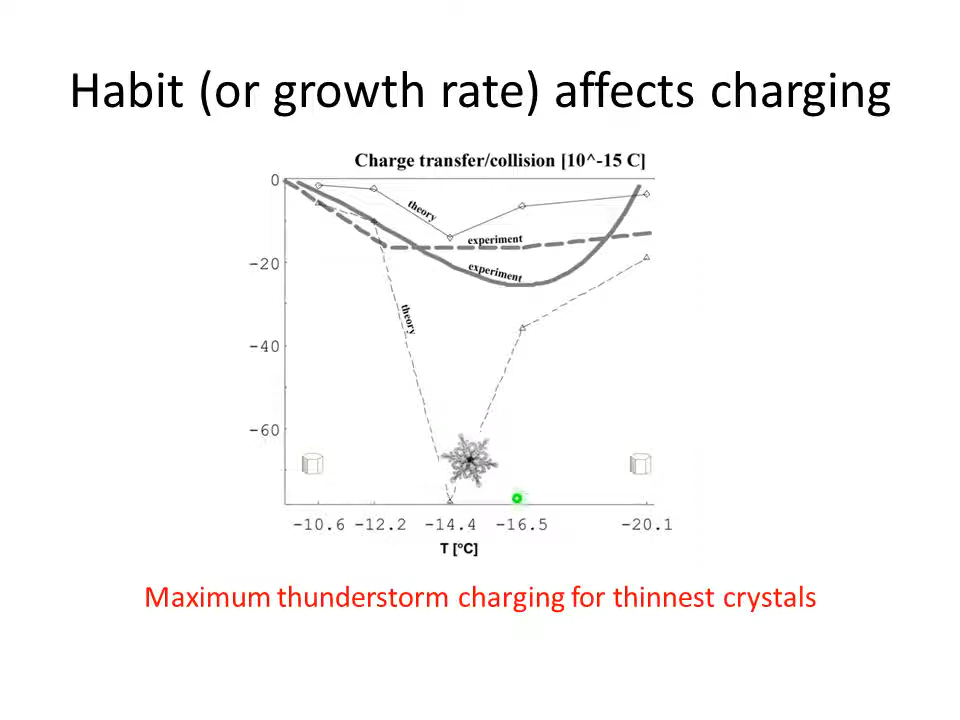 Habit (or growth rate) affects charging
Charge transfer/collision [10^-15 C]
0
theory
experiment
-20
experiment
theory
-40
-60
-10.6 -12.2 -14.4 -16.5 -20.1
T [°C]
Maximum thunderstorm charging for thinnest crystals